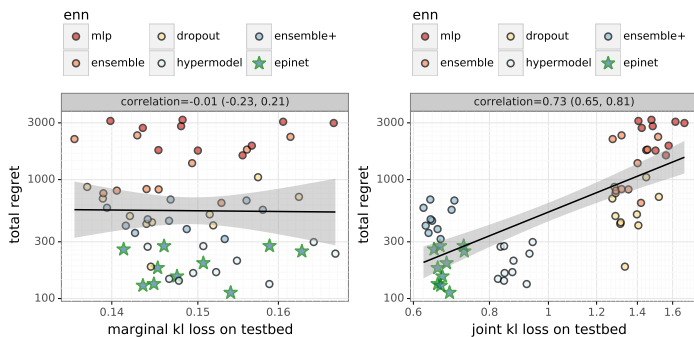 enn
mlp dropout ensemble+
ensemble hypermodel epinet
correlation=-0.01 (-0.23, 0.21)
total regret
3000
1000
300
100
0.14 0.15 0.16
marginal kl loss on testbed
enn
mlp dropout ensemble+
ensemble hypermodel epinet
correlation=0.73 (0.65, 0.81)
total regret
3000
1000
300
100
0.6 0.8 1 1.2 1.4 1.6
joint kl loss on testbed